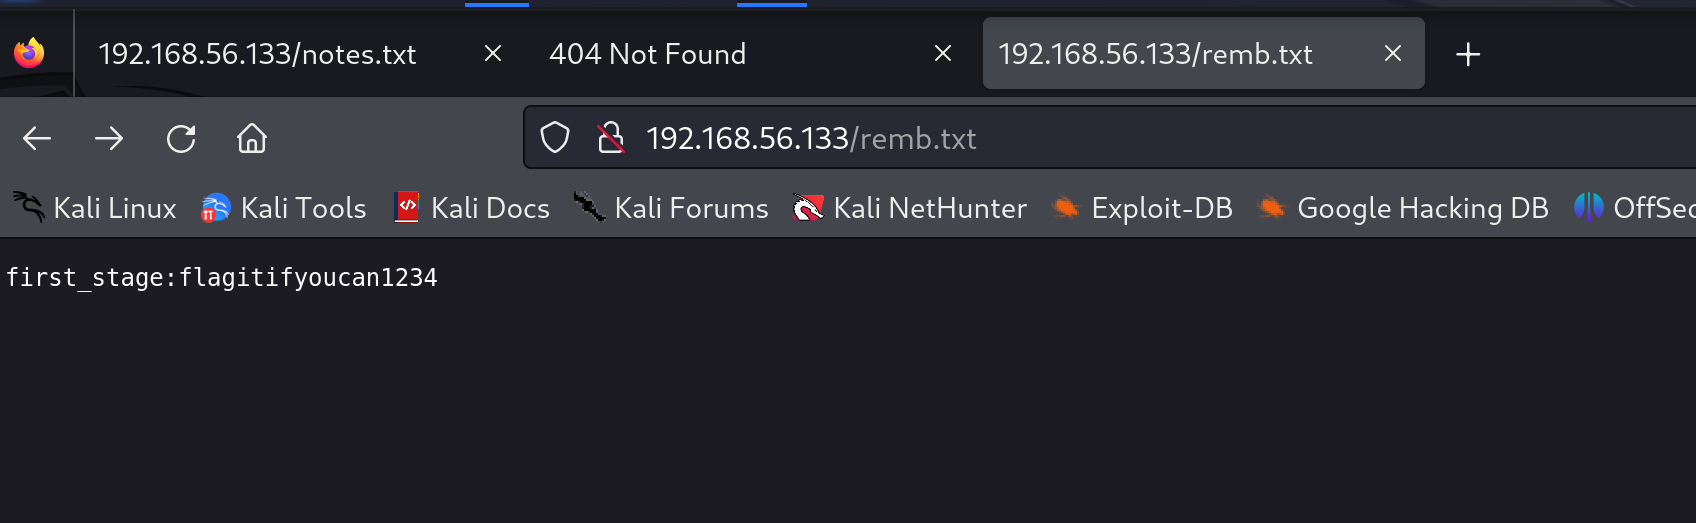 192.168.56.133/notes.txt
404 Not Found
192.168.56.133/remb.txt
192.168.56.133/remb.txt
Kali Linux
Kali Tools
Kali Docs
Kali Forums
Kali NetHunter
Exploit-DB
Google Hacking DB
OffSec
first_stage:flagitifyoucan1234